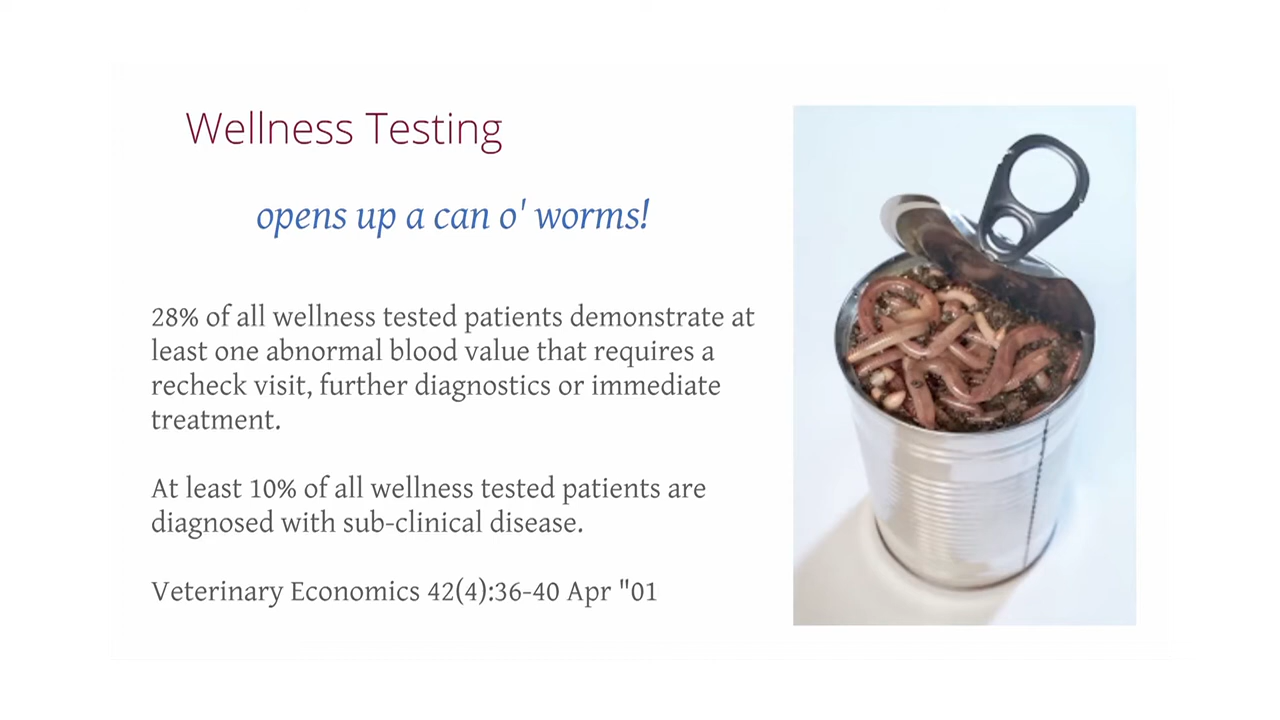 Wellness Testing
opens up a can o' worms!
28% of all wellness tested patients demonstrate at
least one abnormal blood value that requires a
recheck visit, further diagnostics or immediate
treatment.
At least 10% of all wellness tested patients are
diagnosed with sub-clinical disease.
Veterinary Economics 42(4):36-40 Apr "01